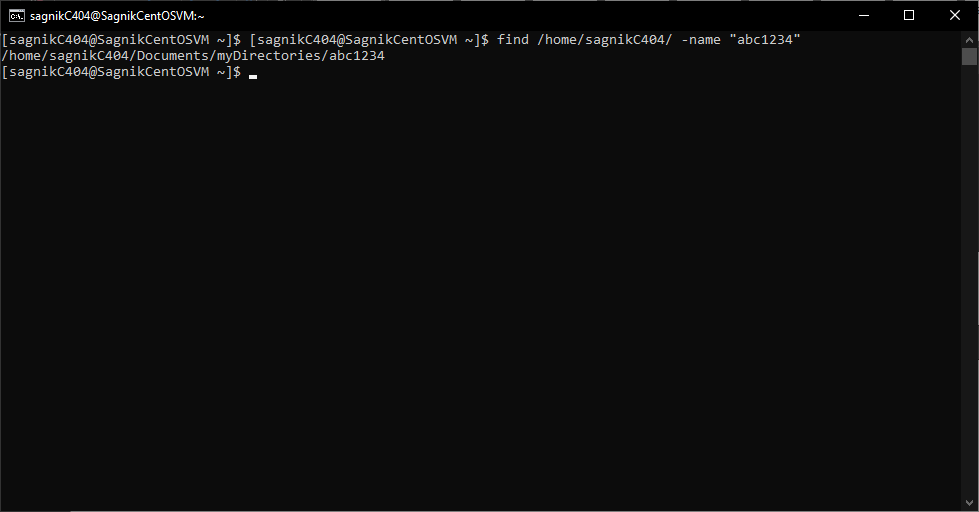 sagnikC404@SagnikCentOSVM:~
[sagnikC404@SagnikCentOSVM ~]$ [sagnikC404@SagnikCentOSVM ~]$ find /home/sagnikC404/ -name "abc1234"
/home/sagnikC404/Documents/myDirectories/abc1234
[sagnikC404@SagnikCentOSVM ~]$